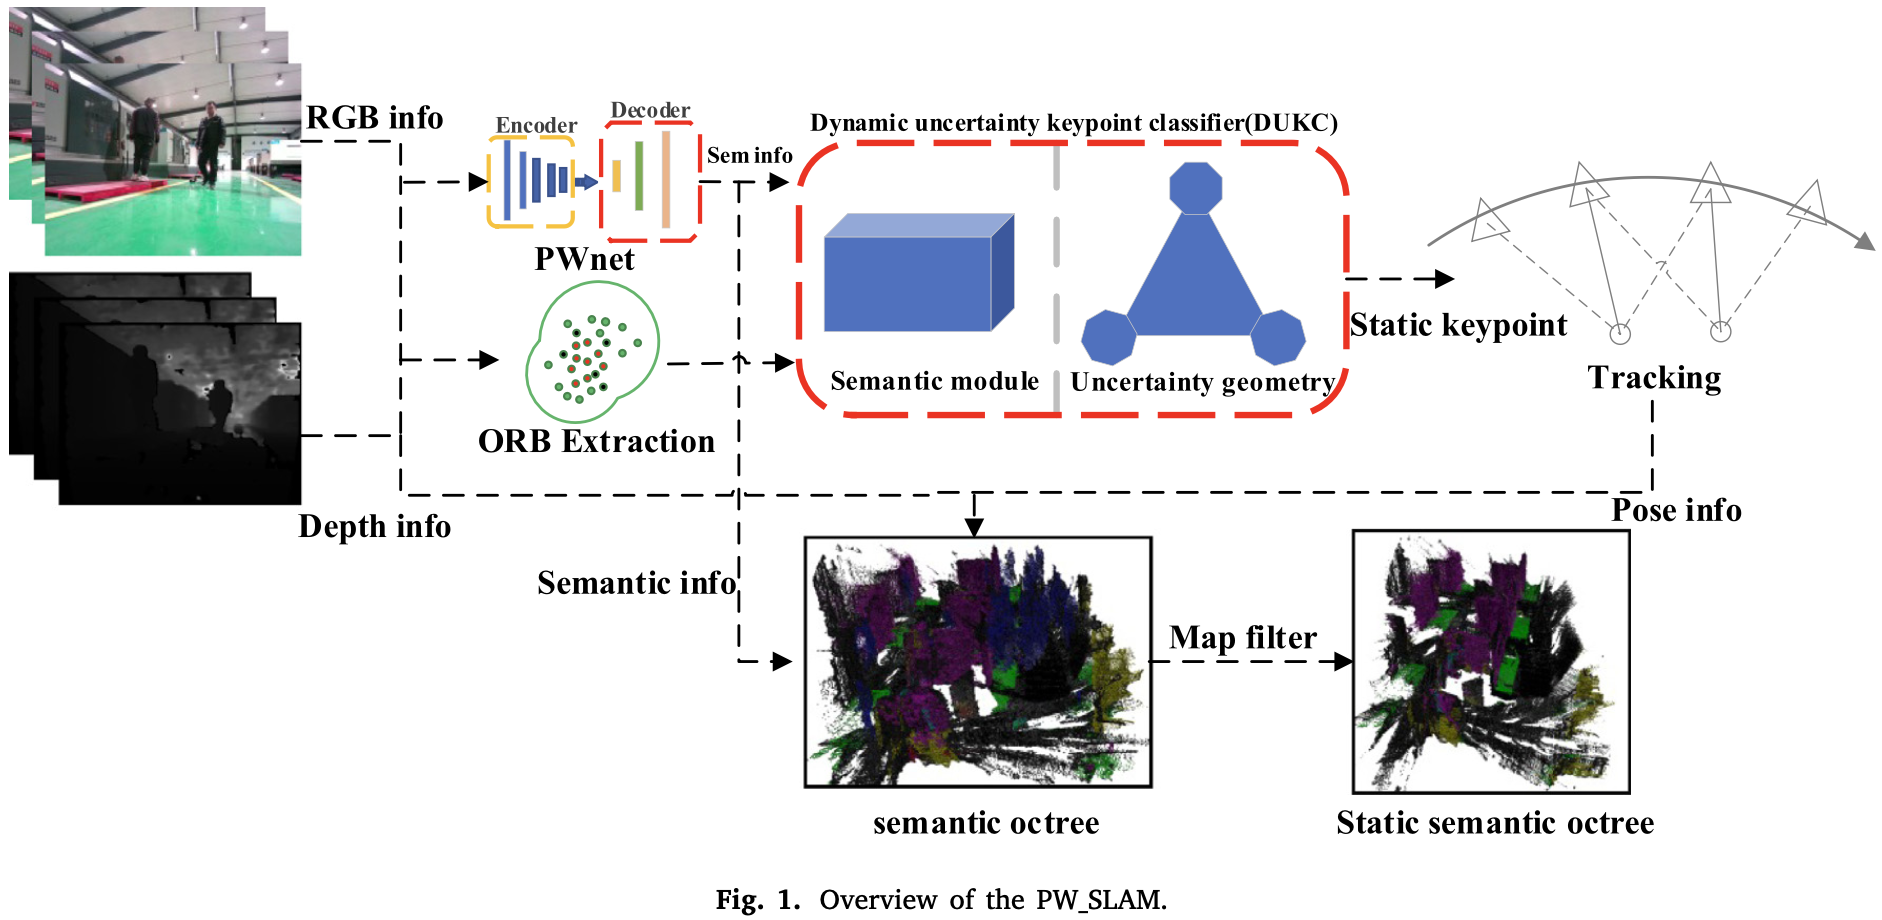 RGB info
Encoder
Decoder
Sem info
PWnet
Dynamic uncertainty keypoint classifier(DUKC)
Semantic module
Uncertainty geometry
Static keypoint
Tracking
ORB Extraction
Depth info
Pose info
Semantic info
Map filter
semantic octree
Static semantic octree
Fig. 1. Overview of the PW_SLAM.